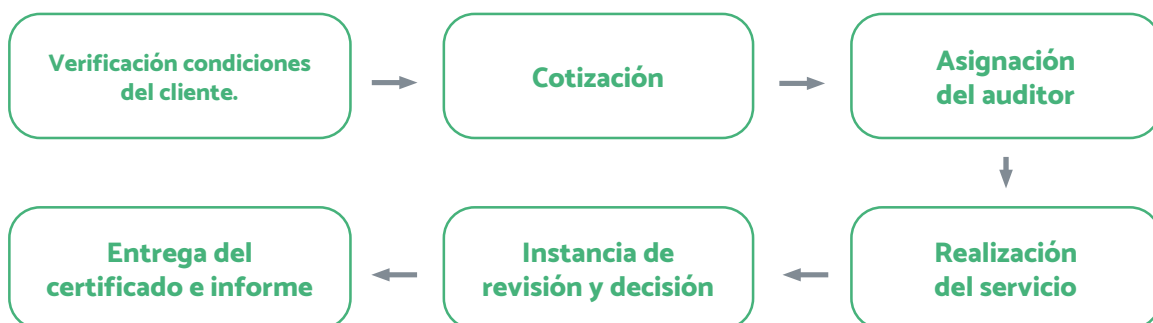 Verificación condiciones
del cliente.
Cotización
Asignación
del auditor
Realización
del servicio
Instancia de
revisión y decisión
Entrega del
certificado e informe